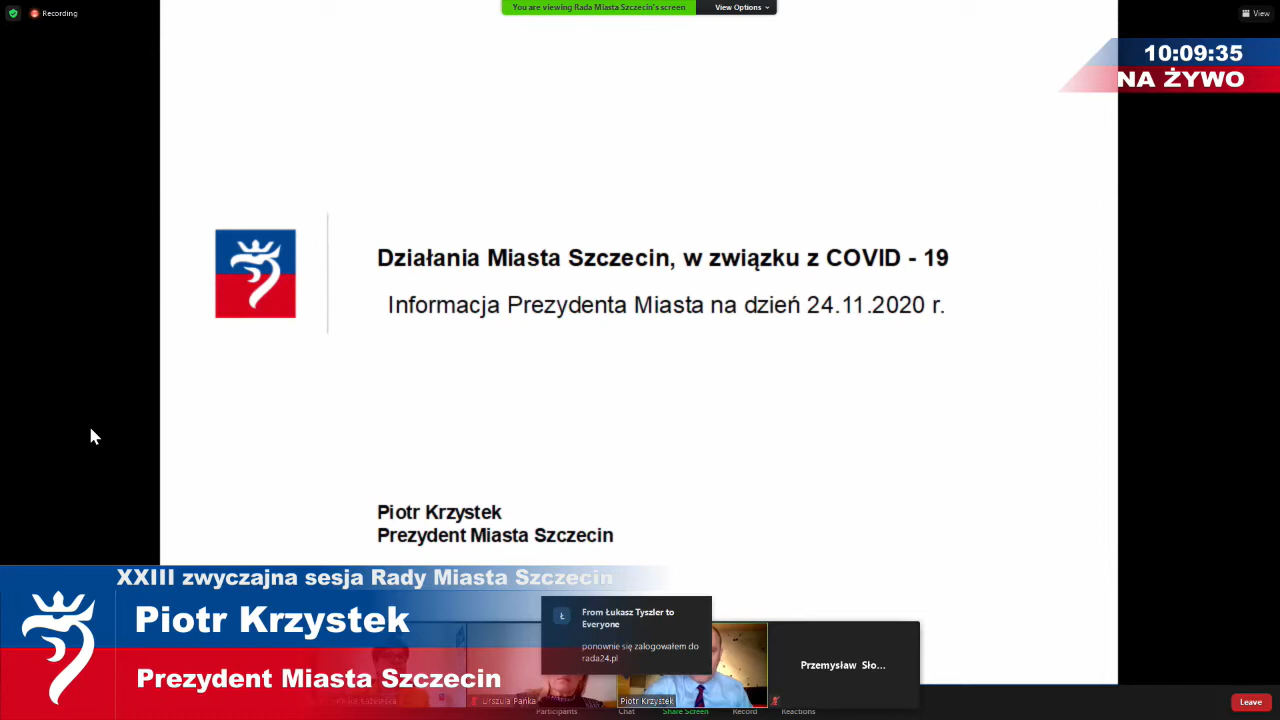 Recording
You are viewing Rada Miasta Szczecin's screen
View Options
View
10:09:35
NA ŻYWO
Działania Miasta Szczecin, w związku z COVID - 19
Informacja Prezydenta Miasta na dzień 24.11.2020 r.
Piotr Krzystek
Prezydent Miasta Szczecin
XXIII zwyczajna sesja Rady Miasta Szczecin
Piotr Krzystek
Prezydent Miasta Szczecin
Ł
From Łukasz Tyszler to
Everyone
ponownie się zalogowałem do
rada24.pl
Urszula Pańka
Piotr Krzystek
Przemysław Sło...
Participants
Chat
Share Screen
Record
Reactions
Leave